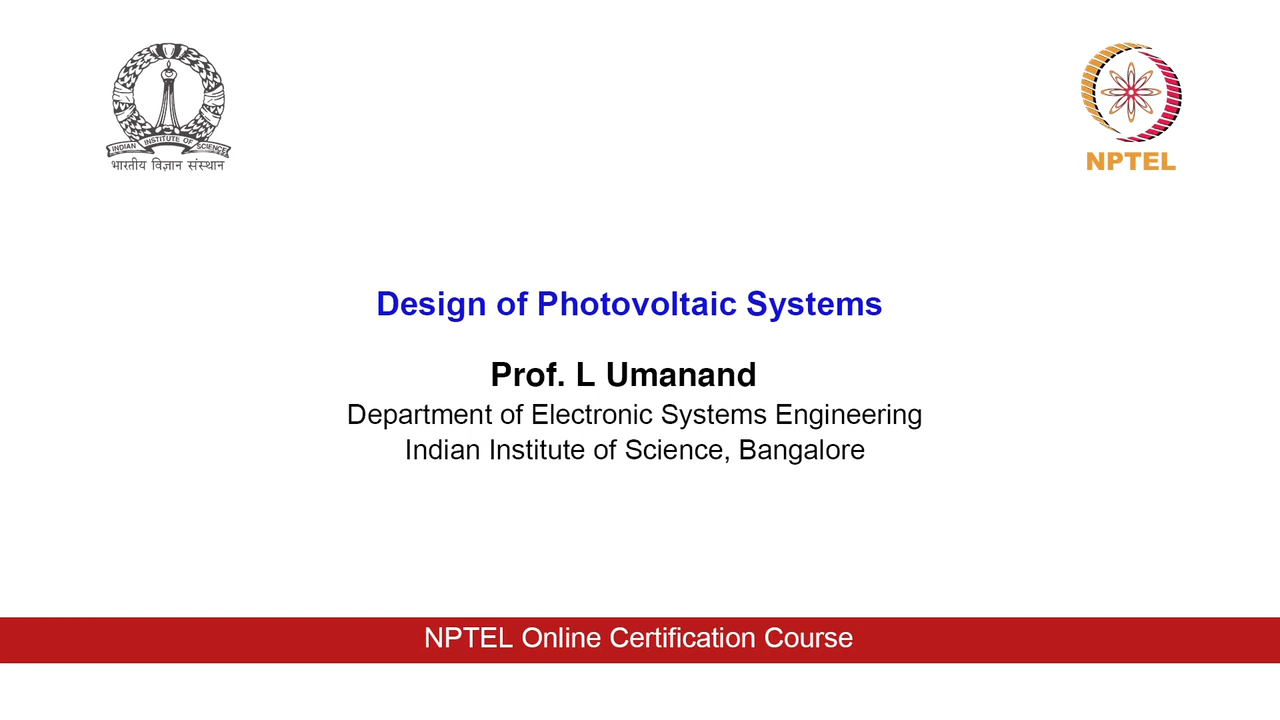 INDIAN INSTITUTE OF SCIENCE
भारतीय विज्ञान संस्थान
NPTEL
Design of Photovoltaic Systems
Prof. L Umanand
Department of Electronic Systems Engineering
Indian Institute of Science, Bangalore
NPTEL Online Certification Course